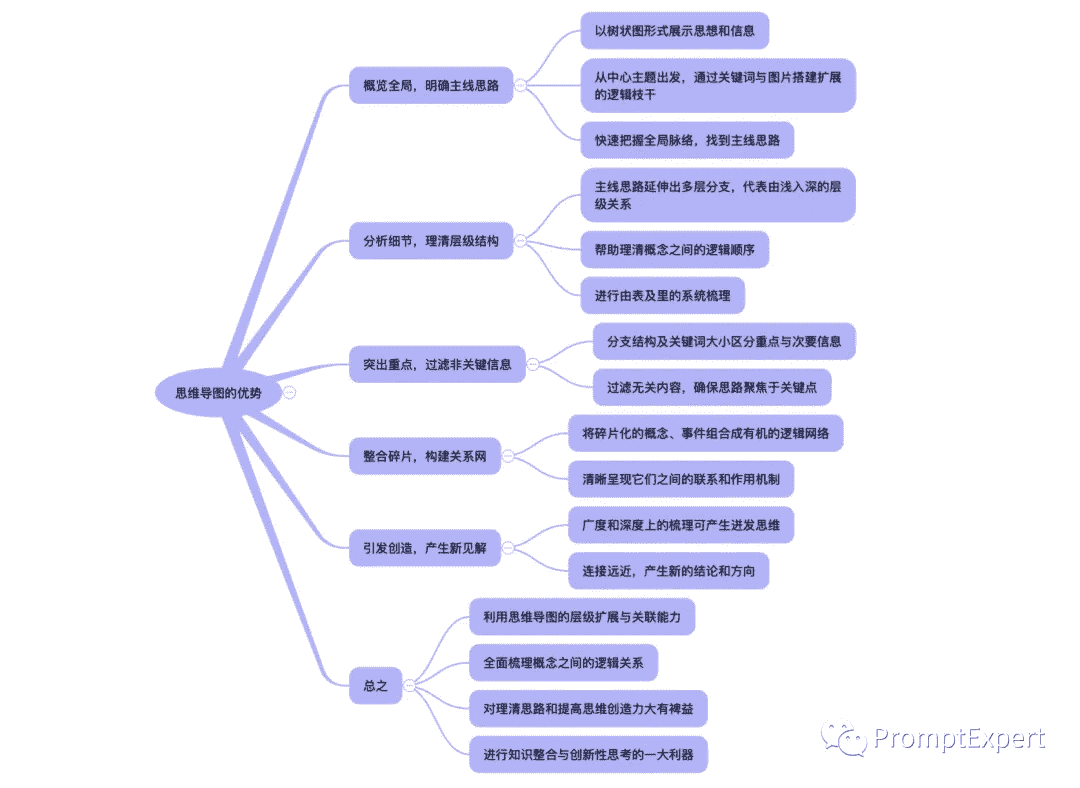 思维导图的优势
概览全局，明确主线思路
以树状图形式展示思想和信息
从中心主题出发，通过关键词与图片搭建扩展
的逻辑枝干
快速把握全局脉络，找到主线思路
分析细节，理清层级结构
主线思路延伸出多层分支，代表由浅入深的层
级关系
帮助理清概念之间的逻辑顺序
进行由表及里的系统梳理
突出重点，过滤非关键信息
分支结构及关键词大小区分重点与次要信息
过滤无关内容，确保思路聚焦于关键点
整合碎片，构建关系网
将碎片化的概念、事件组合成有机的逻辑网络
清晰呈现它们之间的联系和作用机制
引发创造，产生新见解
广度和深度上的梳理可产生迸发思维
连接远近，产生新的结论和方向
总之
利用思维导图的层级扩展与关联能力
全面梳理概念之间的逻辑关系
对理清思路和提高思维创造力大有裨益
进行知识整合与创新性思考的一大利器
PromptExpert